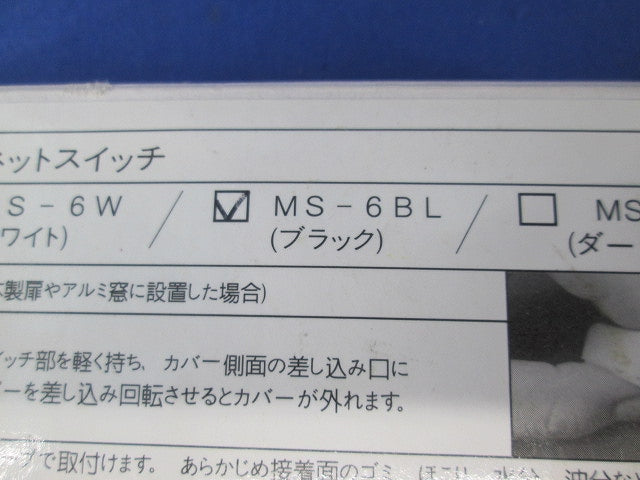 ネットスイッチ
S-6W / ☑ MS-6BL / □ MS
ワイト) (ブラック) (ダー
製扉やアルミ窓に設置した場合)
イッチ部を軽く持ち、カバー側面の差し込み口に
ーを差し込み回転させるとカバーが外れます。
プで取付けます。 あらかじめ接着面のゴミ、ほこり、水分、油分な